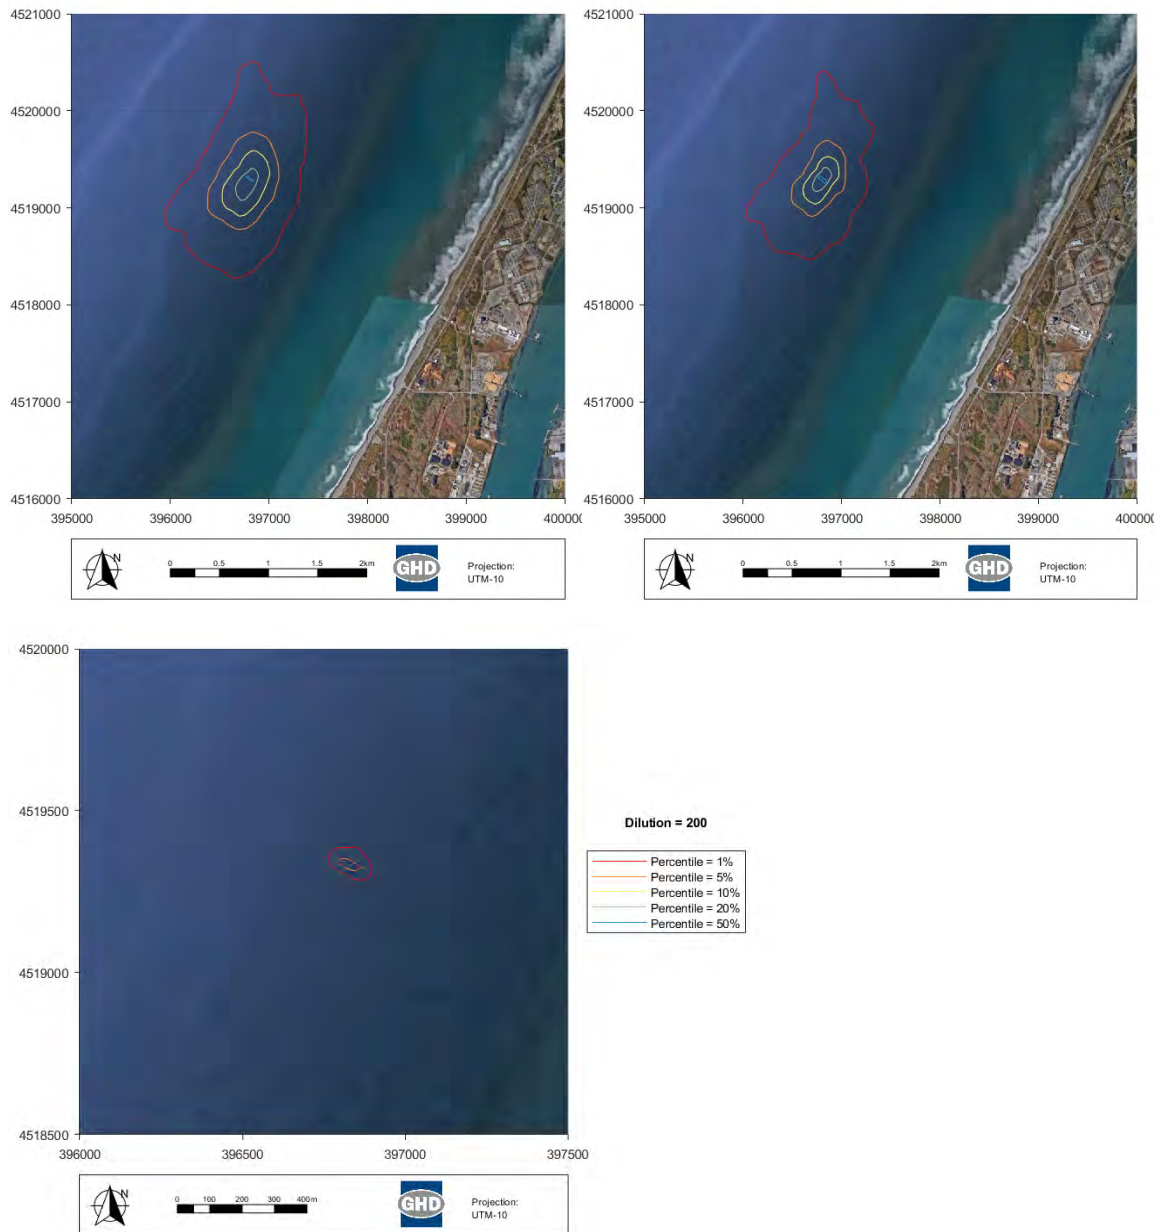 4521000
4520000
4519000
4518000
4517000
4516000
395000 396000 397000 398000 399000 40000
N
0 0.5 1 1.5 2km
GHD
Projection:
UTM-10
4521000
4520000
4519000
4518000
4517000
4516000
395000 396000 397000 398000 399000 40000
N
0 0.5 1 1.5 2km
GHD
Projection:
UTM-10
4520000
4519500
4519000
4518500
396000 396500 397000 397500
N
0 100 200 300 400m
GHD
Projection:
UTM-10
Dilution = 200
Percentile = 1%
Percentile = 5%
Percentile = 10%
Percentile = 20%
Percentile = 50%